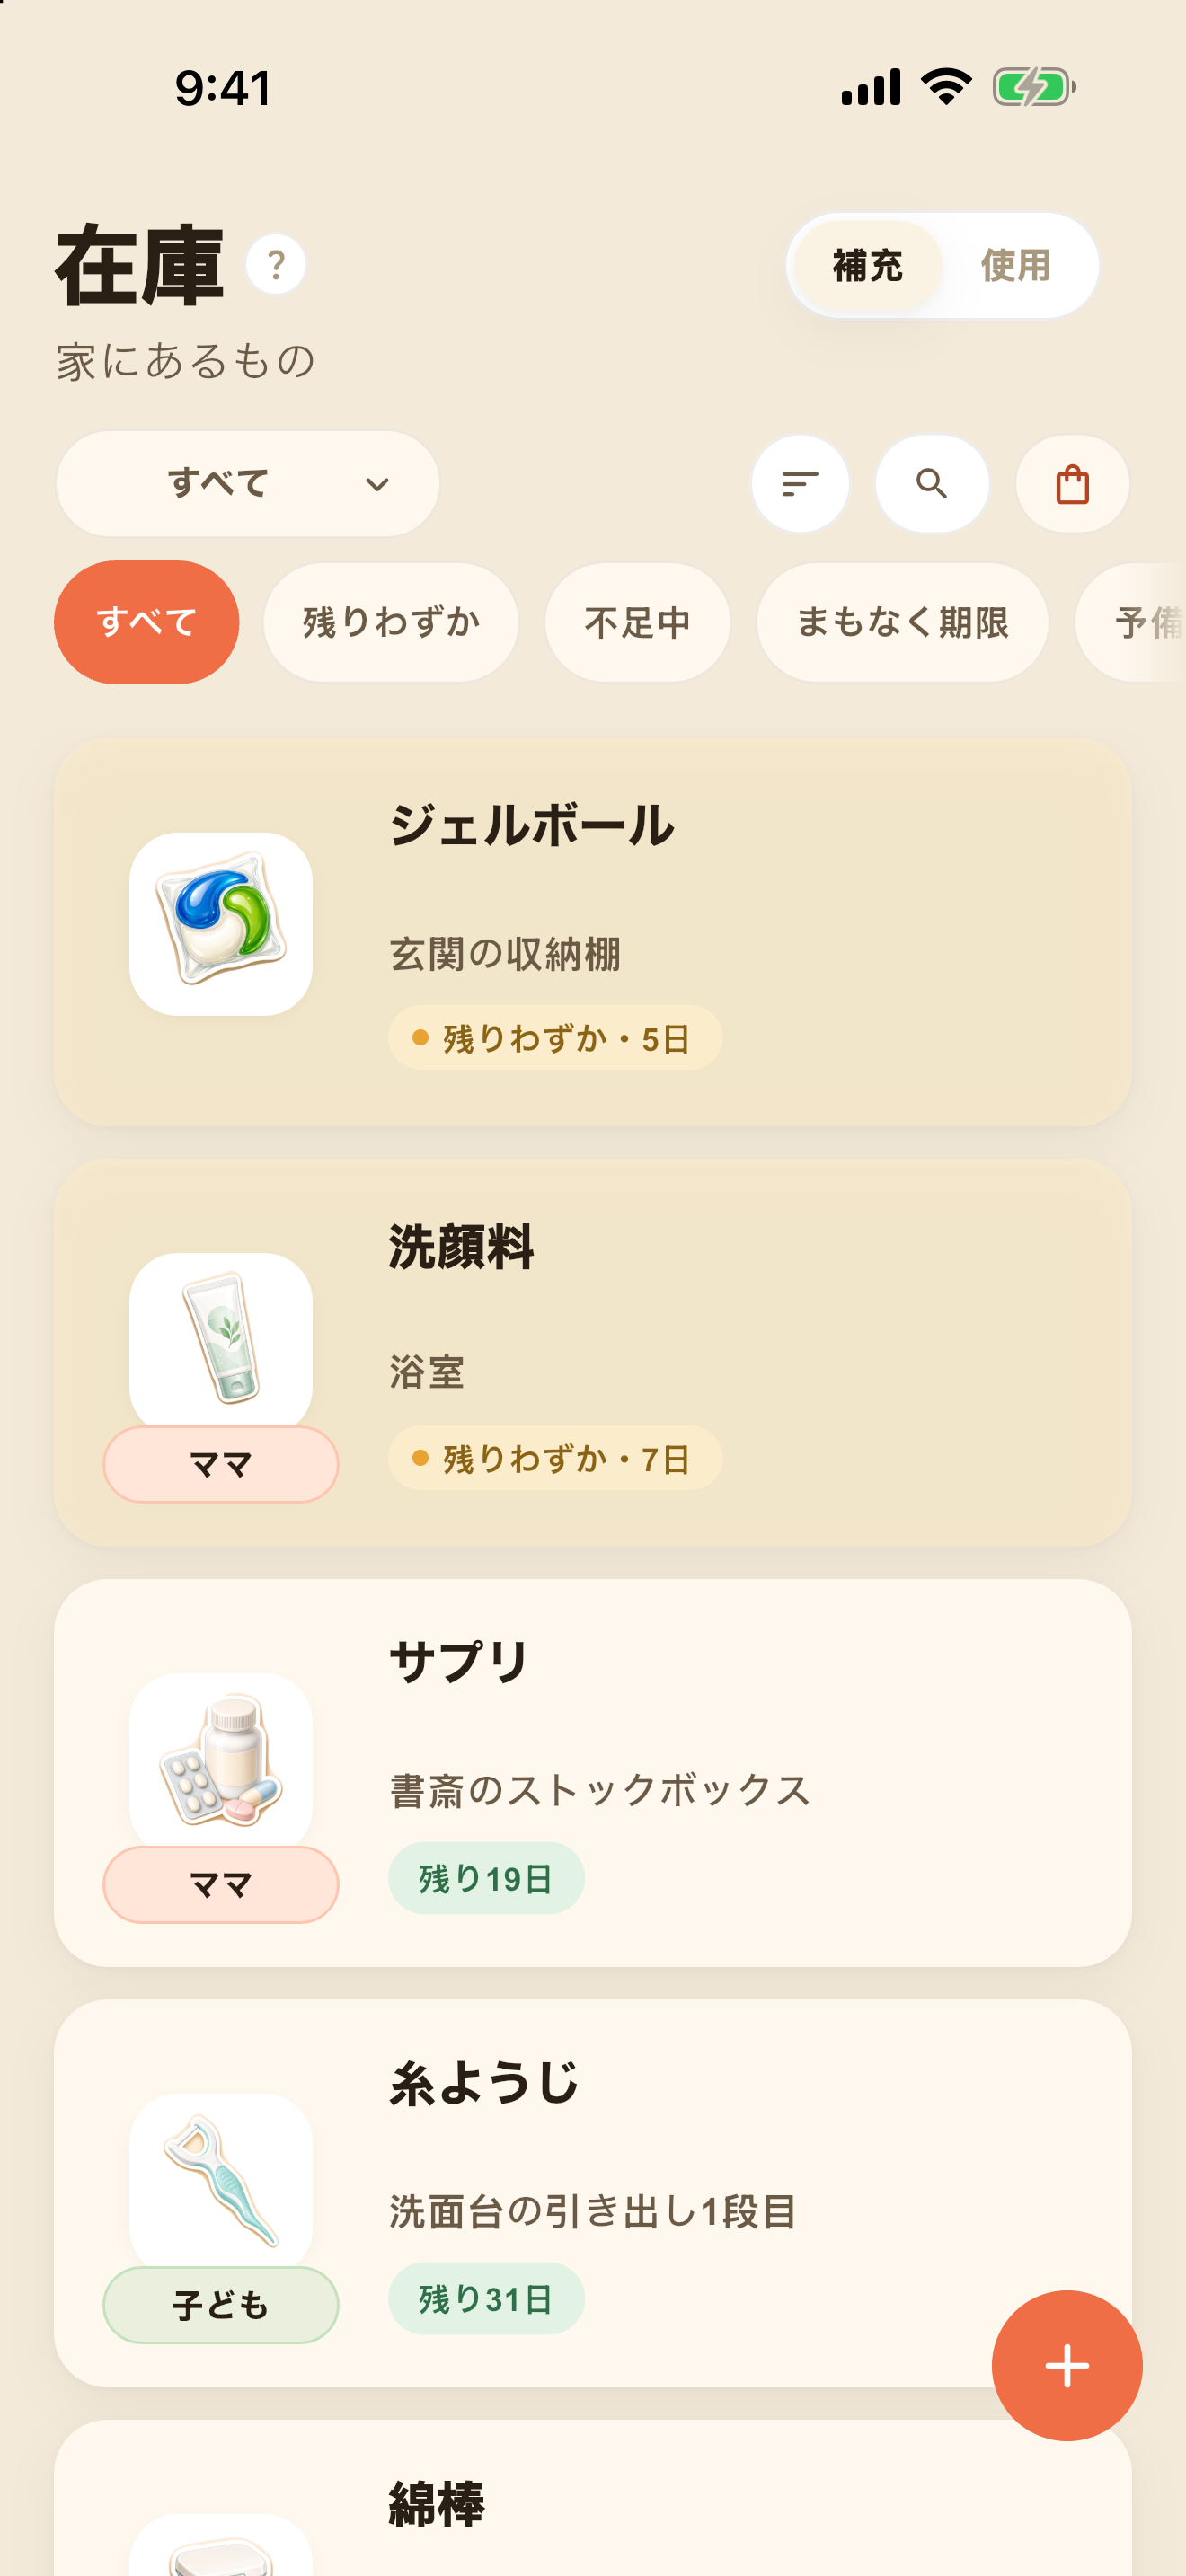 9:41
在庫 ?
補充 使用
家にあるもの
すべて
すべて 残りわずか 不足中 まもなく期限 予備
ジェルボール
玄関の収納棚
残りわずか・5日
洗顔料
浴室
ママ
残りわずか・7日
サプリ
書斎のストックボックス
ママ
残り19日
糸ようじ
洗面台の引き出し1段目
子ども
残り31日
綿棒